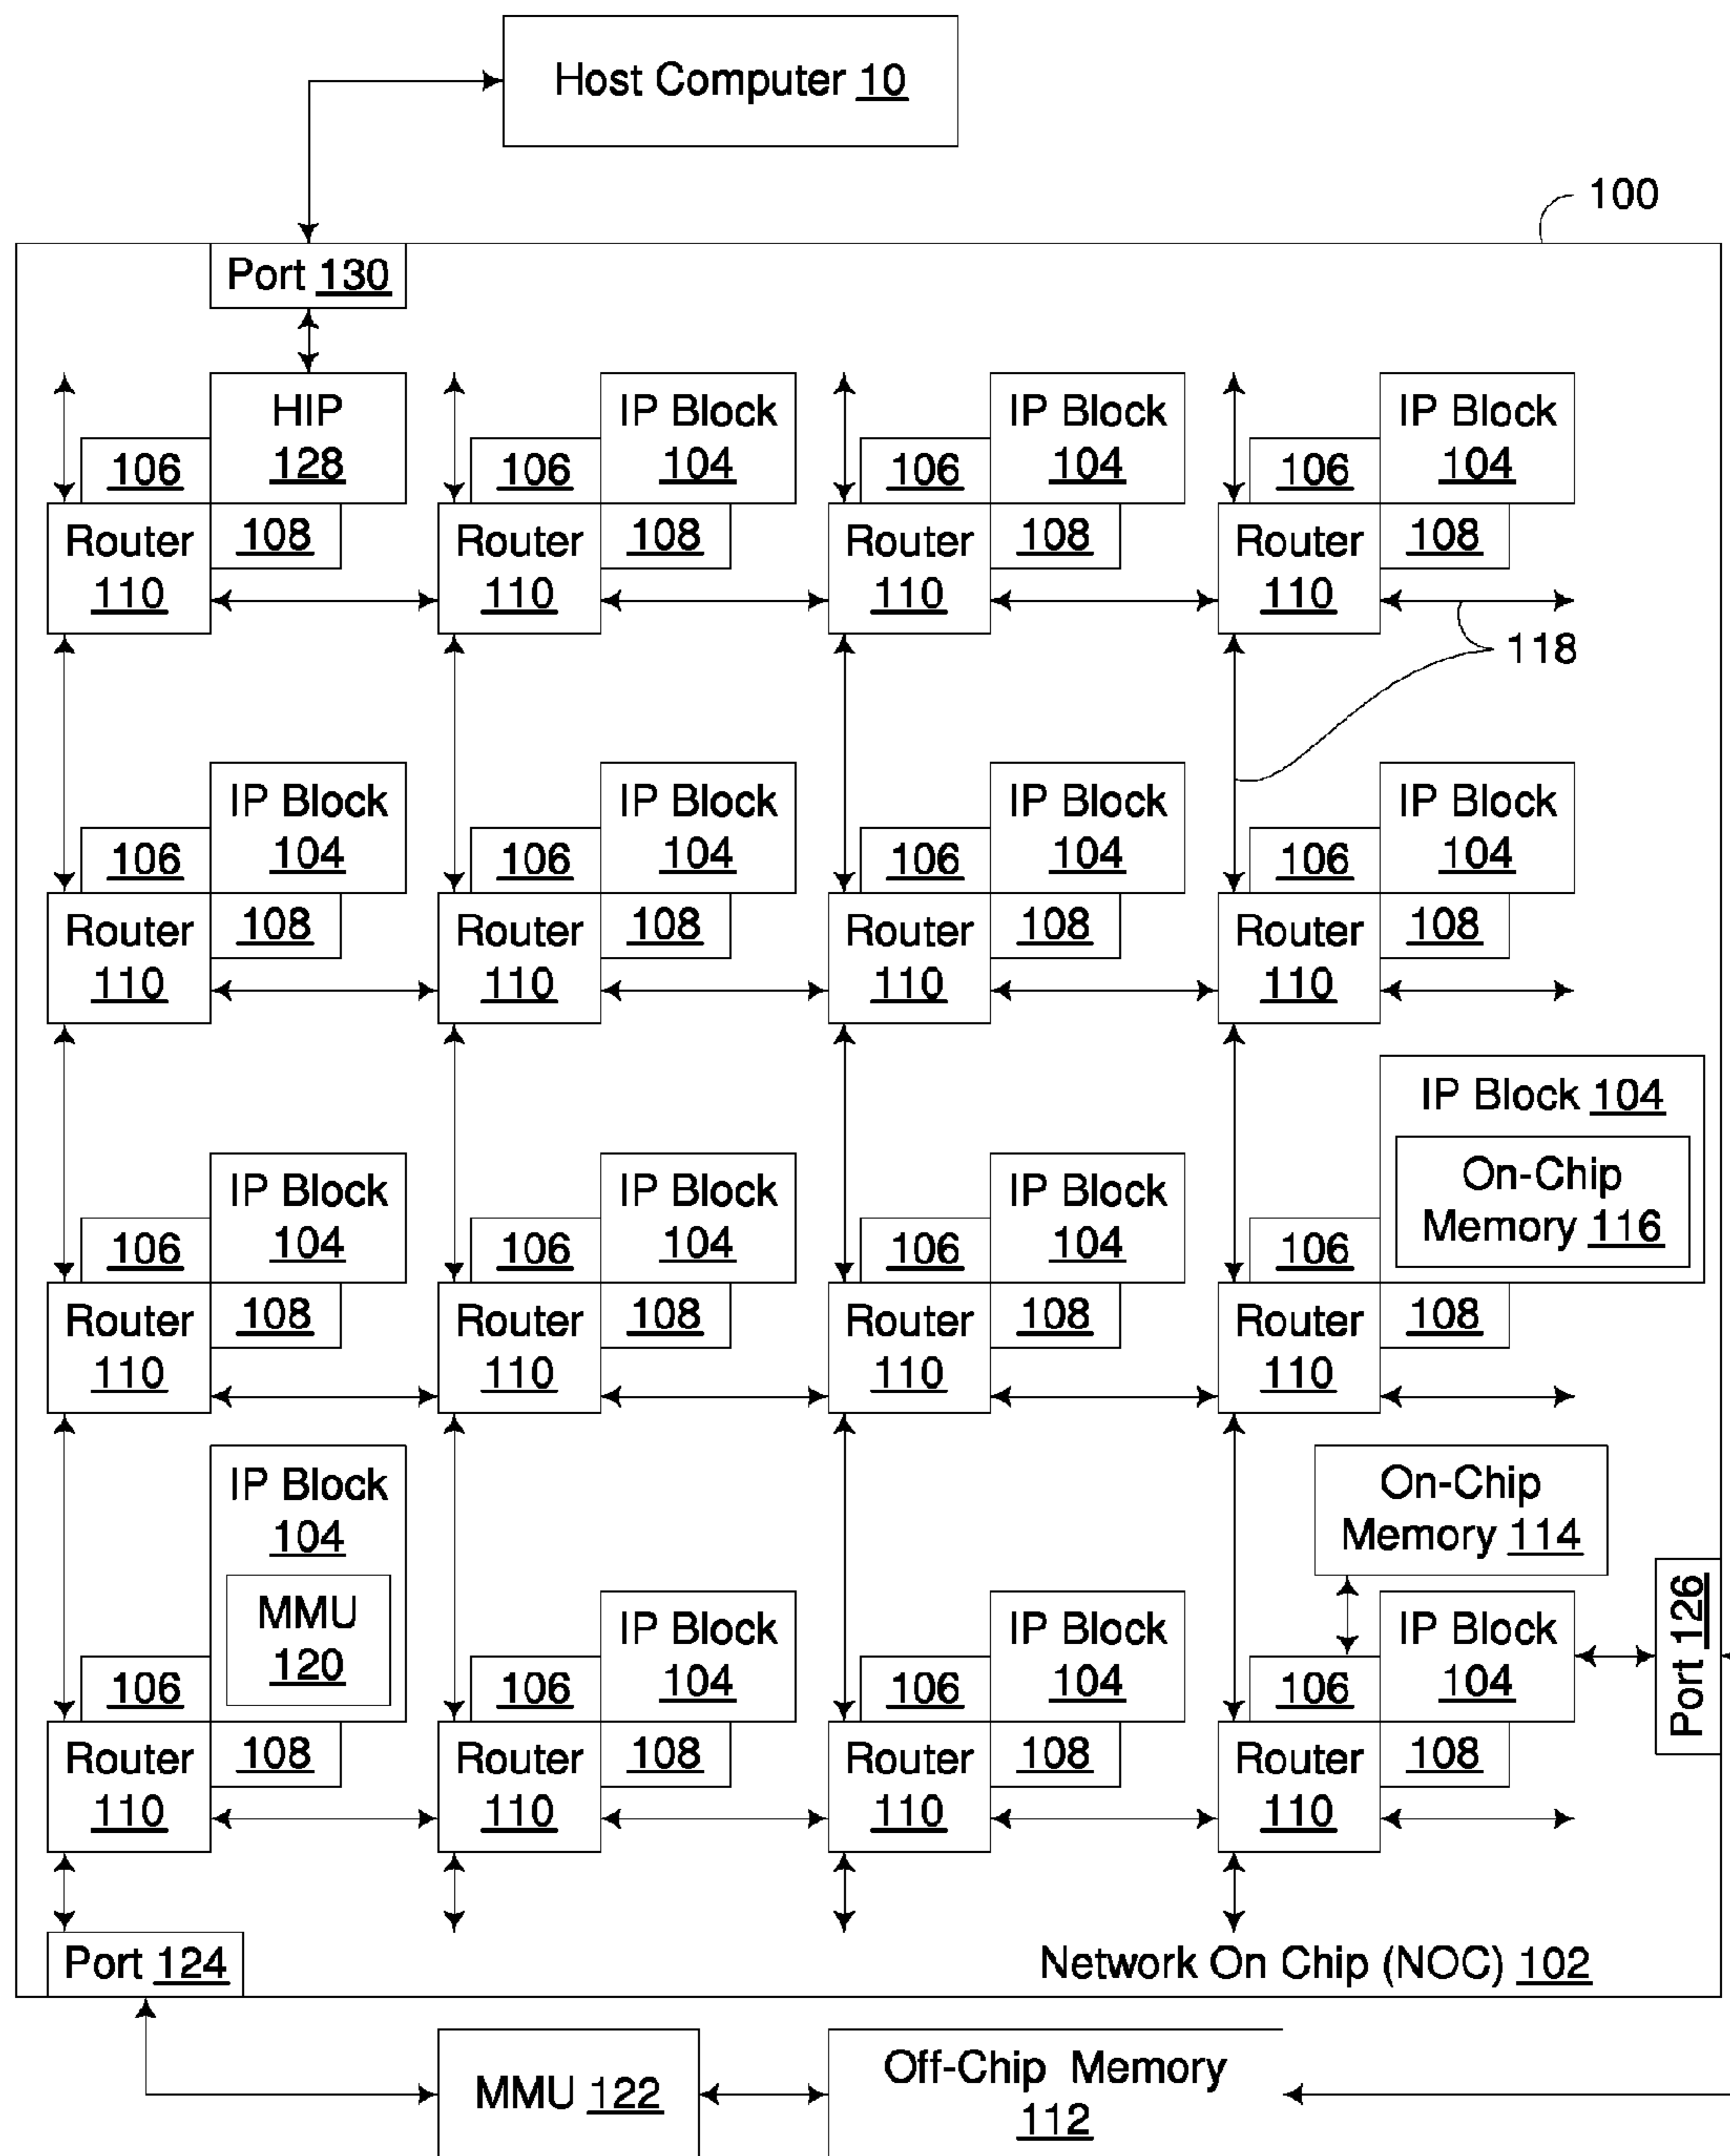 Host Computer 10
100
Port 130
HIP
128
106
Router
110
108
IP Block
104
106
Router
110
108
IP Block
104
106
Router
110
108
IP Block
104
106
Router
110
108
118
IP Block
104
106
Router
110
108
IP Block
104
106
Router
110
108
IP Block
104
106
Router
110
108
IP Block
104
106
Router
110
108
IP Block
104
106
Router
110
108
IP Block
104
106
Router
110
108
IP Block
104
106
Router
110
108
IP Block 104
On-Chip
Memory 116
106
Router
110
108
IP Block
104
MMU
120
106
Router
110
108
IP Block
104
106
Router
110
108
IP Block
104
106
Router
110
108
On-Chip
Memory 114
IP Block
104
106
Router
110
108
Port 126
Port 124
Network On Chip (NOC) 102
MMU 122
Off-Chip Memory
112